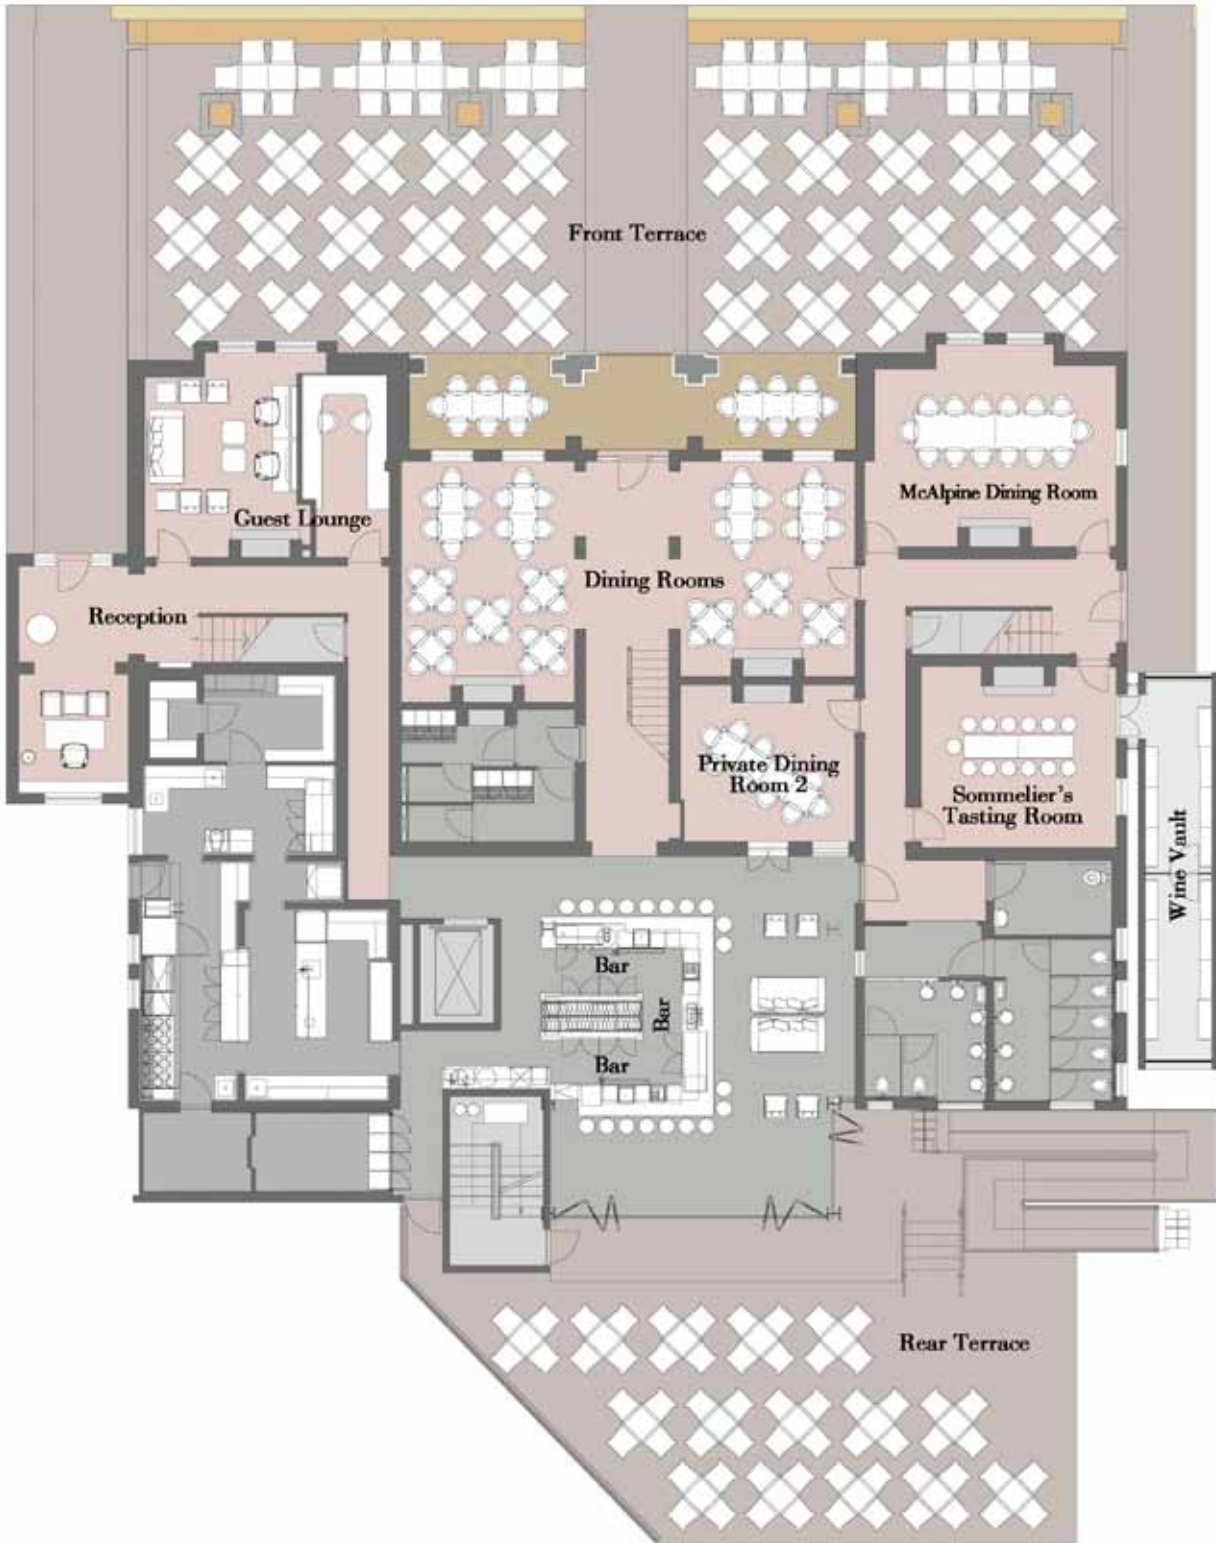 Front Terrace
McAlpine Dining Room
Guest Lounge
Dining Rooms
Reception
Private Dining
Room 2
Sommelier's
Tasting Room
Wine Vault
Bar
Bar
Bar
Rear Terrace